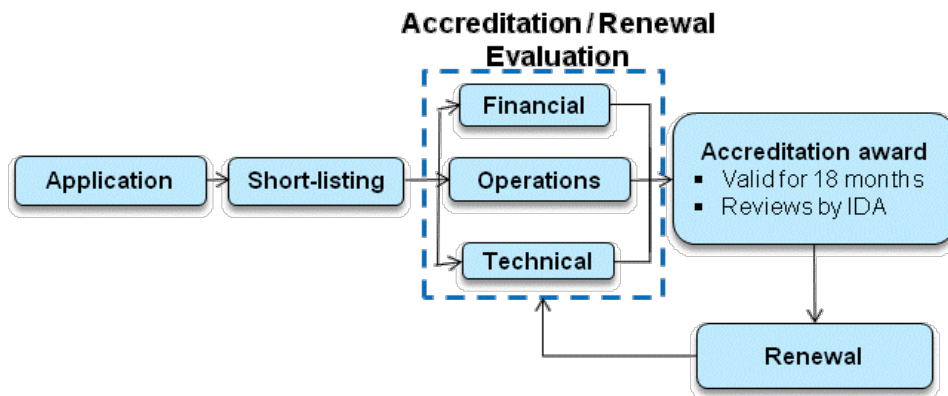 Accreditation / Renewal
Evaluation
Application
Short-listing
Financial
Operations
Technical
Accreditation award
▪ Valid for 18 months
▪ Reviews by IDA
Renewal